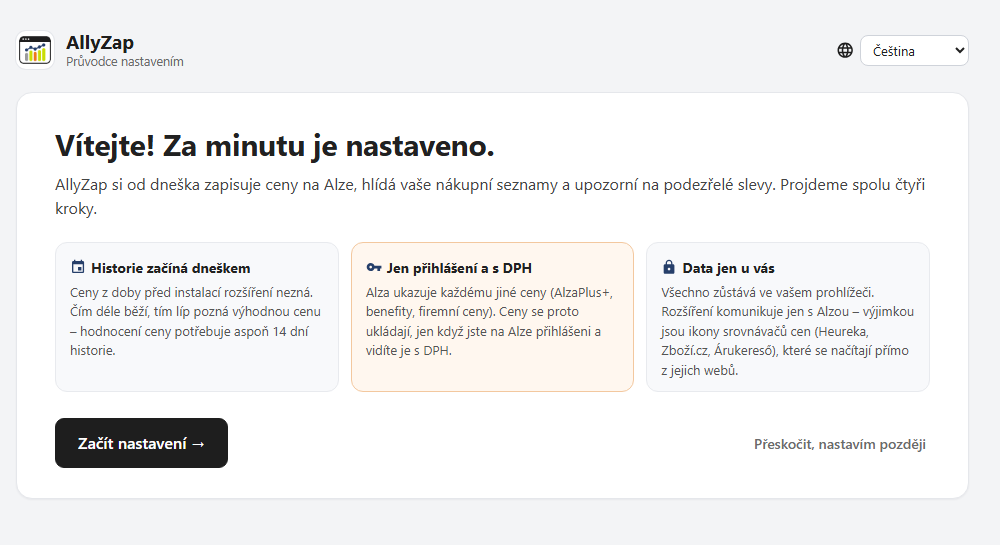 AllyZap
Průvodce nastavením
Čeština
Vítejte! Za minutu je nastaveno.
AllyZap si od dneška zapisuje ceny na Alze, hlídá vaše nákupní seznamy a upozorní na podezřelé slevy. Projdeme spolu čtyři
kroky.
Historie začíná dneškem
Ceny z doby před instalací rozšíření nezná.
Čím déle běží, tím líp pozná výhodnou cenu
– hodnocení ceny potřebuje aspoň 14 dní
historie.
Jen přihlášení a s DPH
Alza ukazuje každému jiné ceny (AlzaPlus+,
benefity, firemní ceny). Ceny se proto
ukládají, jen když jste na Alze přihlášeni a
vidíte je s DPH.
Data jen u vás
Všechno zůstává ve vašem prohlížeči.
Rozšíření komunikuje jen s Alzou – výjimkou
jsou ikony srovnávačů cen (Heureka,
Zboží.cz, Árukereső), které se načítají přímo
z jejich webů.
Začít nastavení →
Přeskočit, nastavím později